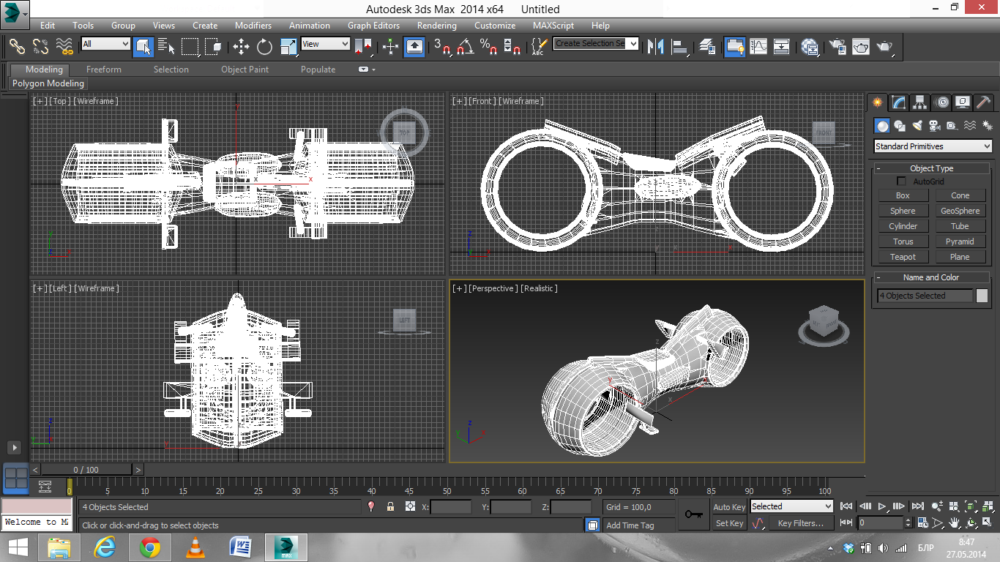 Autodesk 3ds Max 2014 x64 Untitled
Edit Tools Group Views Create Modifiers Animation Graph Editors Rendering Customize MAXScript Help
All View 3 % ABC Create Selection Se
Modeling Freeform Selection Object Paint Populate
Polygon Modeling
[+][Top][Wireframe]
TOP
y
x
x
y
z
x
[+][Front][Wireframe]
FRONT
z
x
z
y
x
x
Standard Primitives
- Object Type
AutoGrid
Box Cone
Sphere GeoSphere
Cylinder Tube
Torus Pyramid
Teapot Plane
- Name and Color
4 Objects Selected
[+][Left][Wireframe]
LEFT
z
z
y
y
[+][Perspective][Realistic]
z
y
x
x
z
y
x
< 0 / 100 >
0 5 10 15 20 25 30 35 40 45 50 55 60 65 70 75 80 85 90 95 100
4 Objects Selected X: Y: Z: Grid = 100,0 Auto Key Selected
Welcome to MA
Click or click-and-drag to select objects Add Time Tag Set Key Key Filters... 0
MAX
БЛР
8:47
27.05.2014